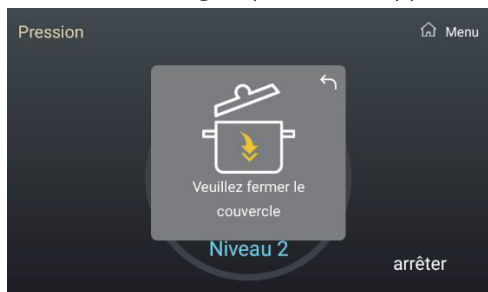 Pression
Menu
Veuillez fermer le
couvercle
Niveau 2
arrêter